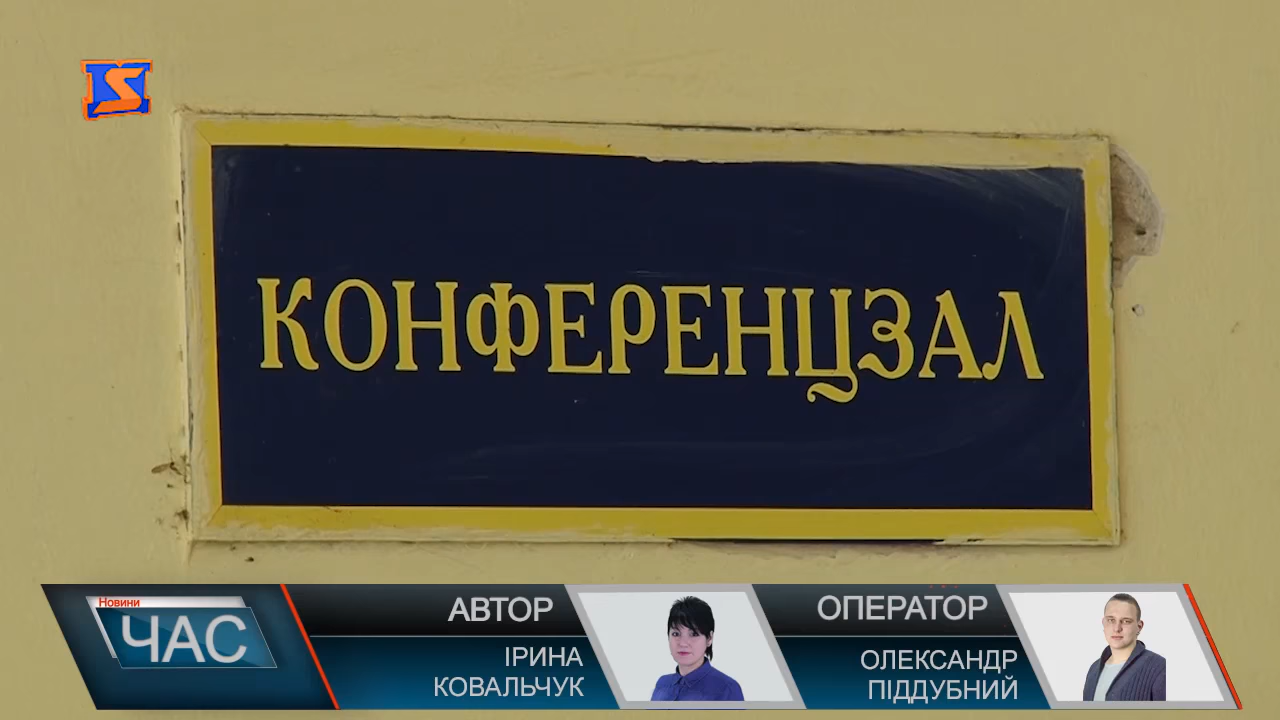 КОНФЕРЕНЦЗАЛ
Новини
ЧАС
АВТОР
ІРИНА
КОВАЛЬЧУК
ОПЕРАТОР
ОЛЕКСАНДР
ПІДДУБНИЙ